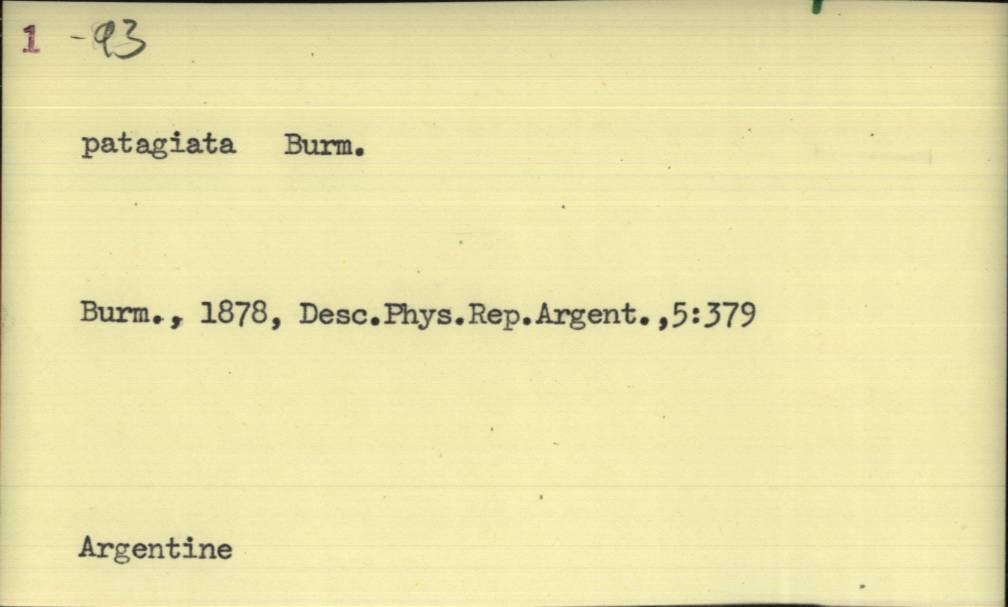 1 -93
patagiata Burm.
Burm., 1878, Desc.Phys.Rep.Argent.,5:379
Argentine